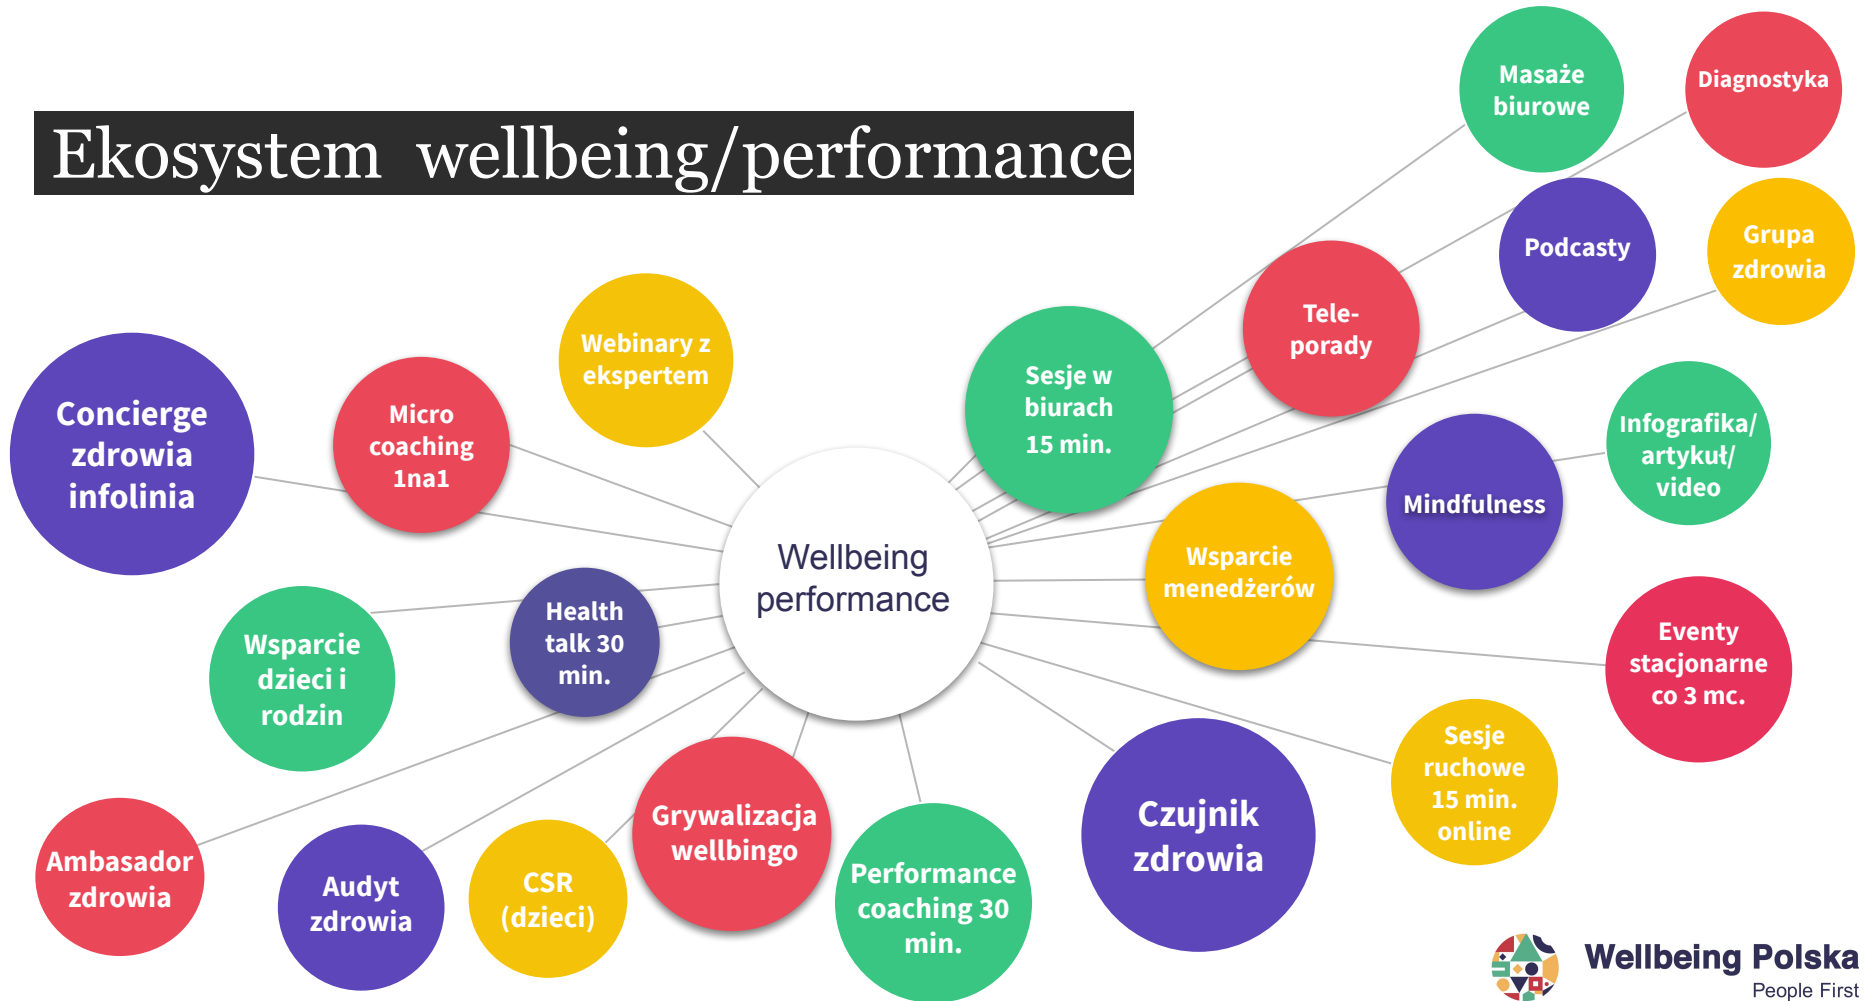 Ekosystem wellbeing/performance
Masaże
biurowe
Diagnostyka
Podcasty
Grupa
zdrowia
Tele-
porady
Webinary z
ekspertem
Sesje w
biurach
15 min.
Concierge
zdrowia
infolinia
Micro
coaching
1na1
Infografika/
artykuł/
video
Mindfulness
Wellbeing
performance
Wsparcie
menedżerów
Health
talk 30
min.
Wsparcie
dzieci i
rodzin
Eventy
stacjonarne
co 3 mc.
Sesje
ruchowe
15 min.
online
Czujnik
zdrowia
Grywalizacja
wellbingo
Performance
coaching 30
min.
Ambasador
zdrowia
Audyt
zdrowia
CSR
(dzieci)
Wellbeing Polska
People First